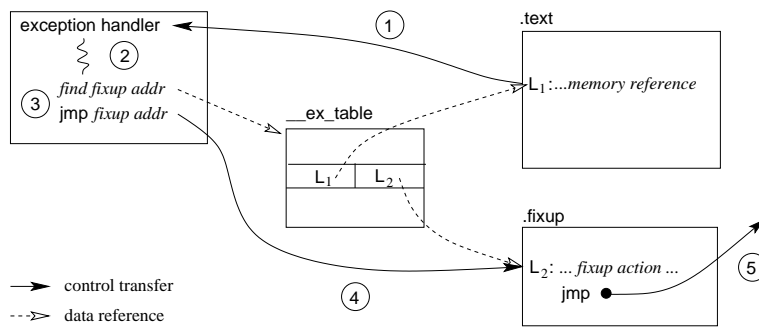 1
.text
exception handler
2
L1:...memory reference
find fixup addr
3
jmp fixup addr
__ex_table
L1 L2
.fixup
L2: ... fixup action ...
5
jmp
control transfer
4
data reference